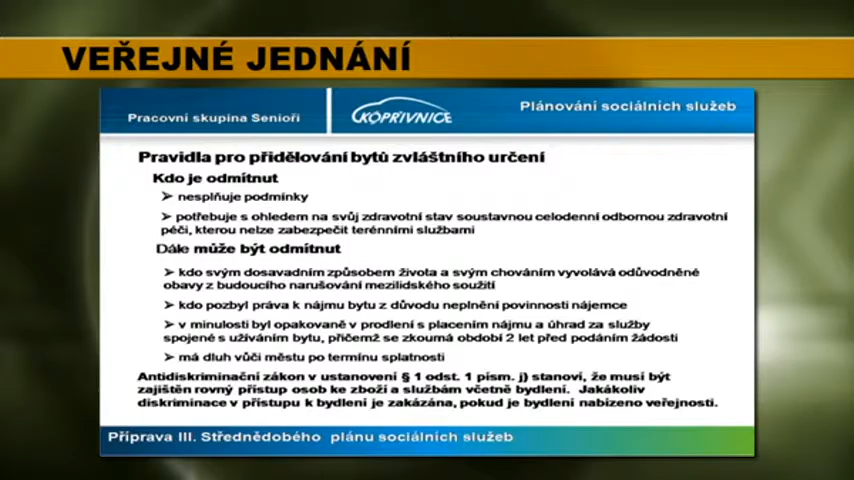 VEŘEJNÉ JEDNÁNÍ
Pracovní skupina Senioři
KOPŘIVNICE
Plánování sociálních služeb
Pravidla pro přidělování bytů zvláštního určení
Kdo je odmítnut
➢ nesplňuje podmínky
➢ potřebuje s ohledem na svůj zdravotní stav soustavnou celodenní odbornou zdravotní
péči, kterou nelze zabezpečit terénními službami
Dále může být odmítnut
➢ kdo svým dosavadním způsobem života a svým chováním vyvolává odůvodněné
obavy z budoucího narušování mezilidského soužití
➢ kdo pozbyl práva k nájmu bytu z důvodu neplnění povinnosti nájemce
➢ v minulosti byl opakovaně v prodlení s placením nájmu a úhrad za služby
spojené s užíváním bytu, přičemž se zkoumá období 2 let před podáním žádosti
➢ má dluh vůči městu po termínu splatnosti
Antidiskriminační zákon v ustanovení § 1 odst. 1 písm. j) stanoví, že musí být
zajištěn rovný přístup osob ke zboží a službám včetně bydlení. Jakákoliv
diskriminace v přístupu k bydlení je zakázána, pokud je bydlení nabízeno veřejnosti.
Příprava III. Střednědobého plánu sociálních služeb